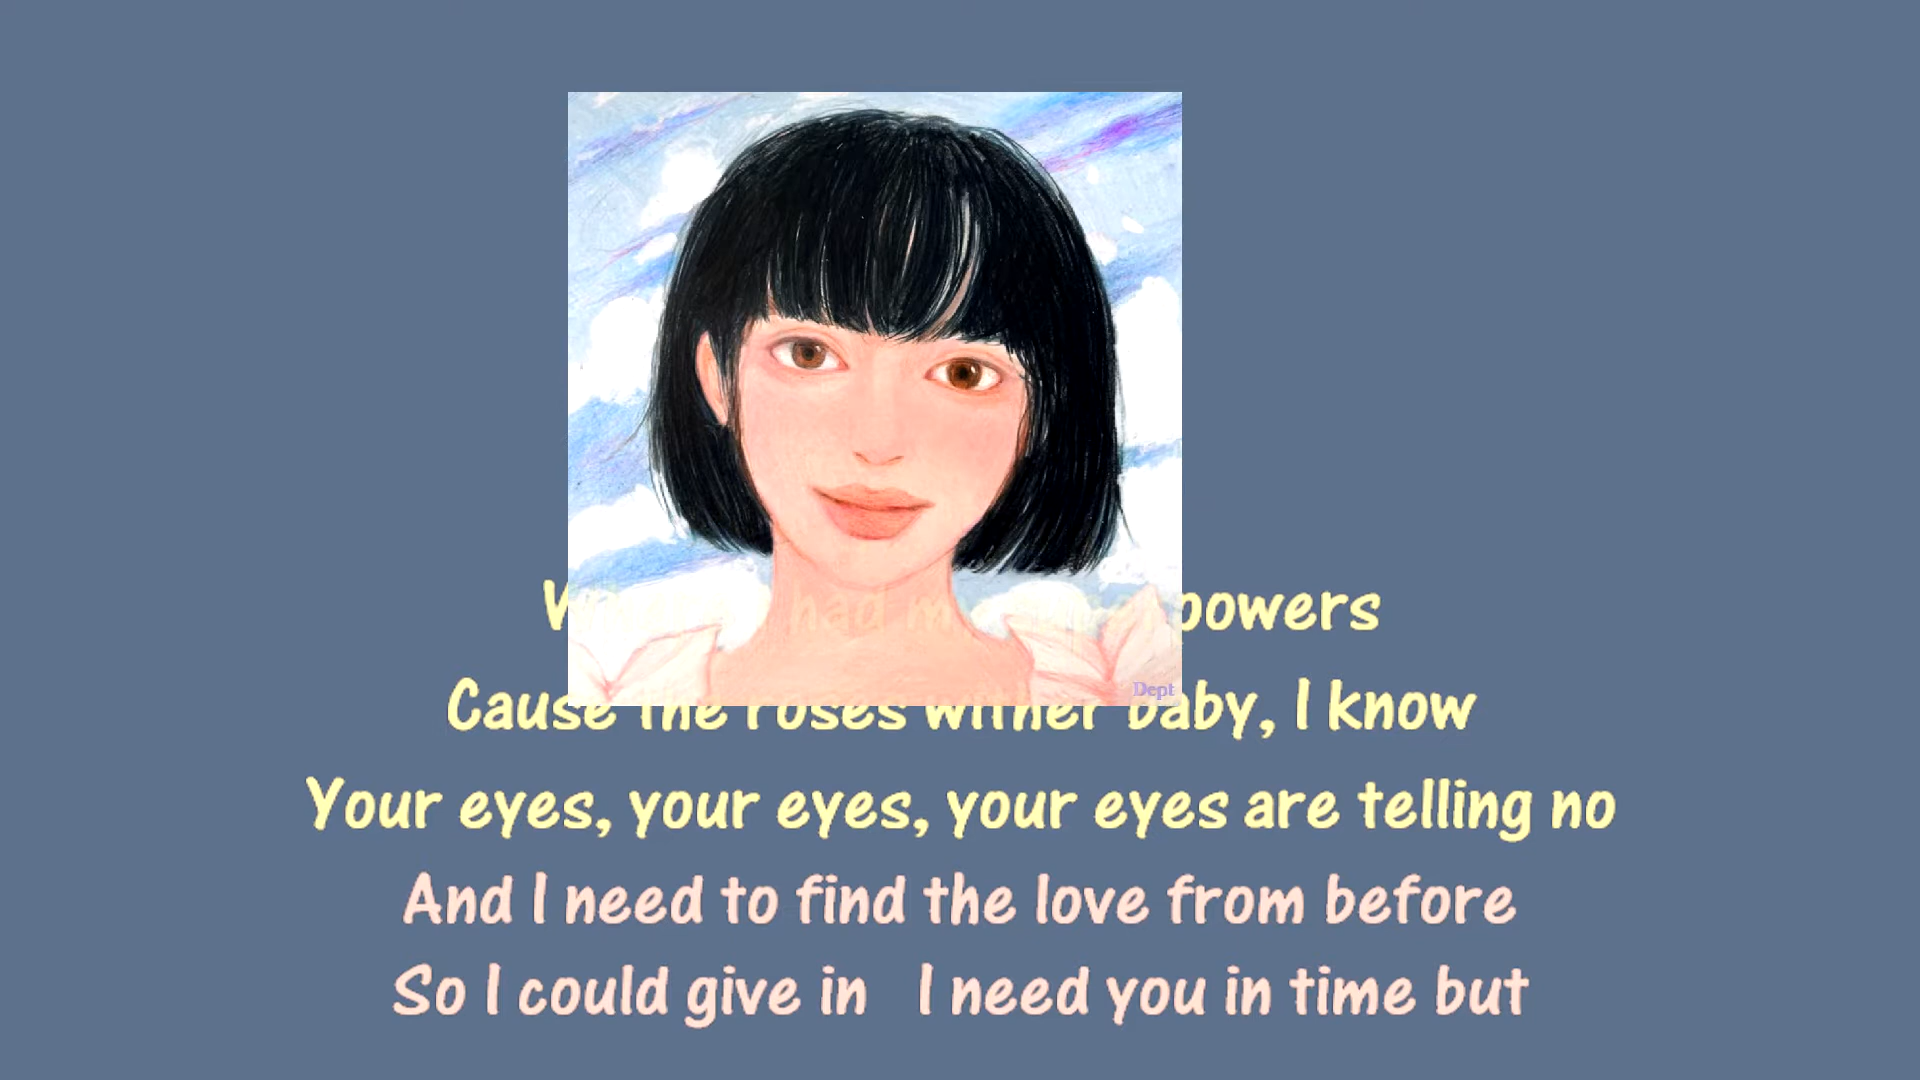 had powers
Dept
Cause the roses wither baby, I know
Your eyes, your eyes, your eyes are telling no
And I need to find the love from before
So I could give in I need you in time but